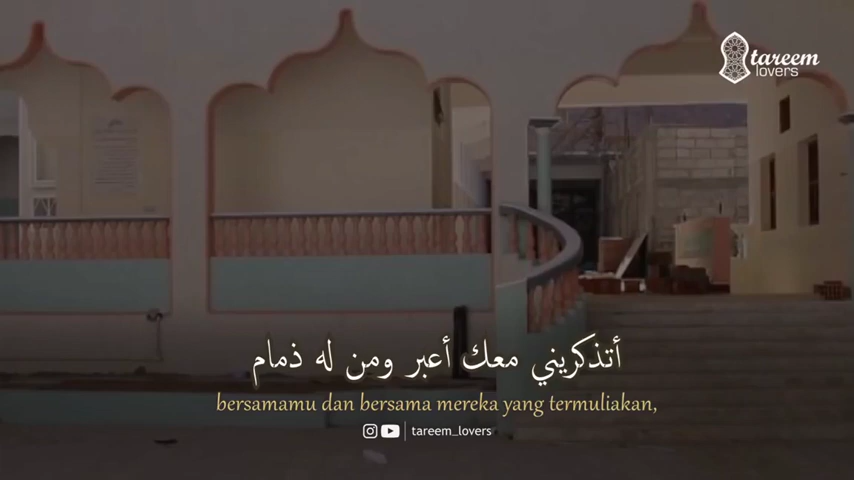 tareem
lovers
أتذكريني معك أعبر ومن له ذمام
bersamamu dan bersama mereka yang termuliakan,
tareem_lovers